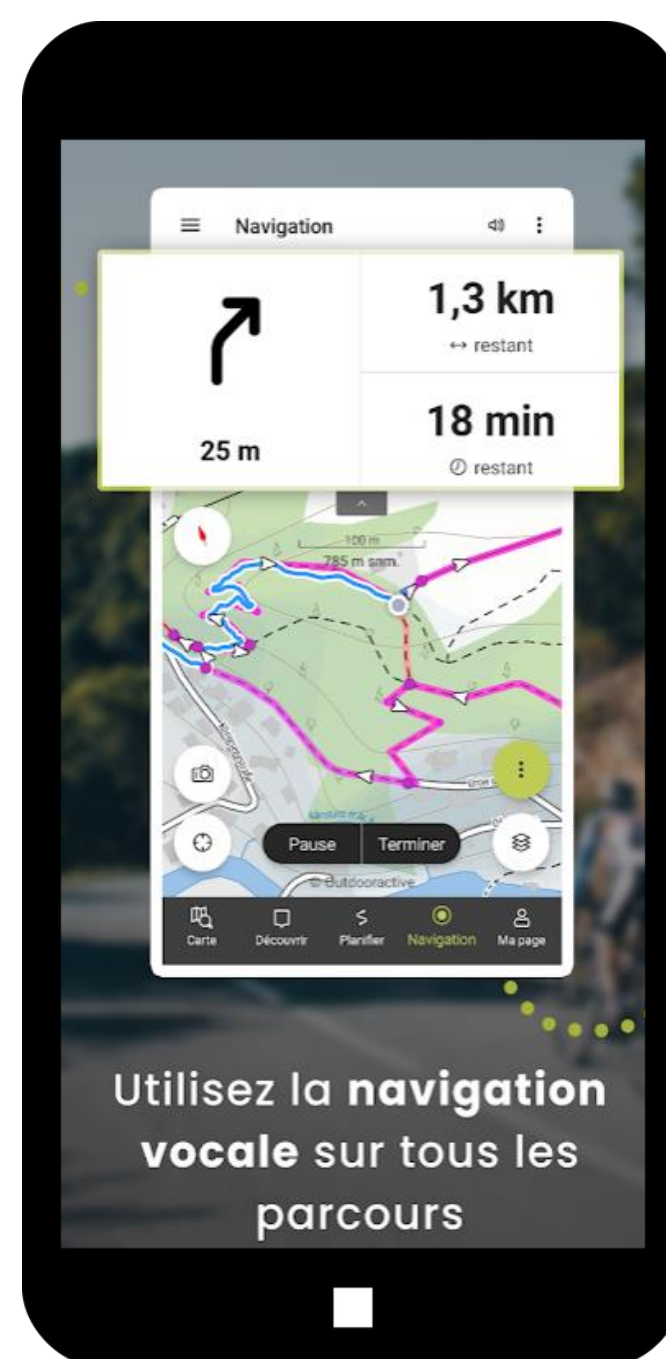 Navigation
1,3 km
restant
25 m
18 min
restant
100 m
785 m snm.
Pause
Terminer
© Outdooractive
Carte
Découvrir
Planifier
Navigation
Ma page
Utilisez la navigation
vocale sur tous les
parcours